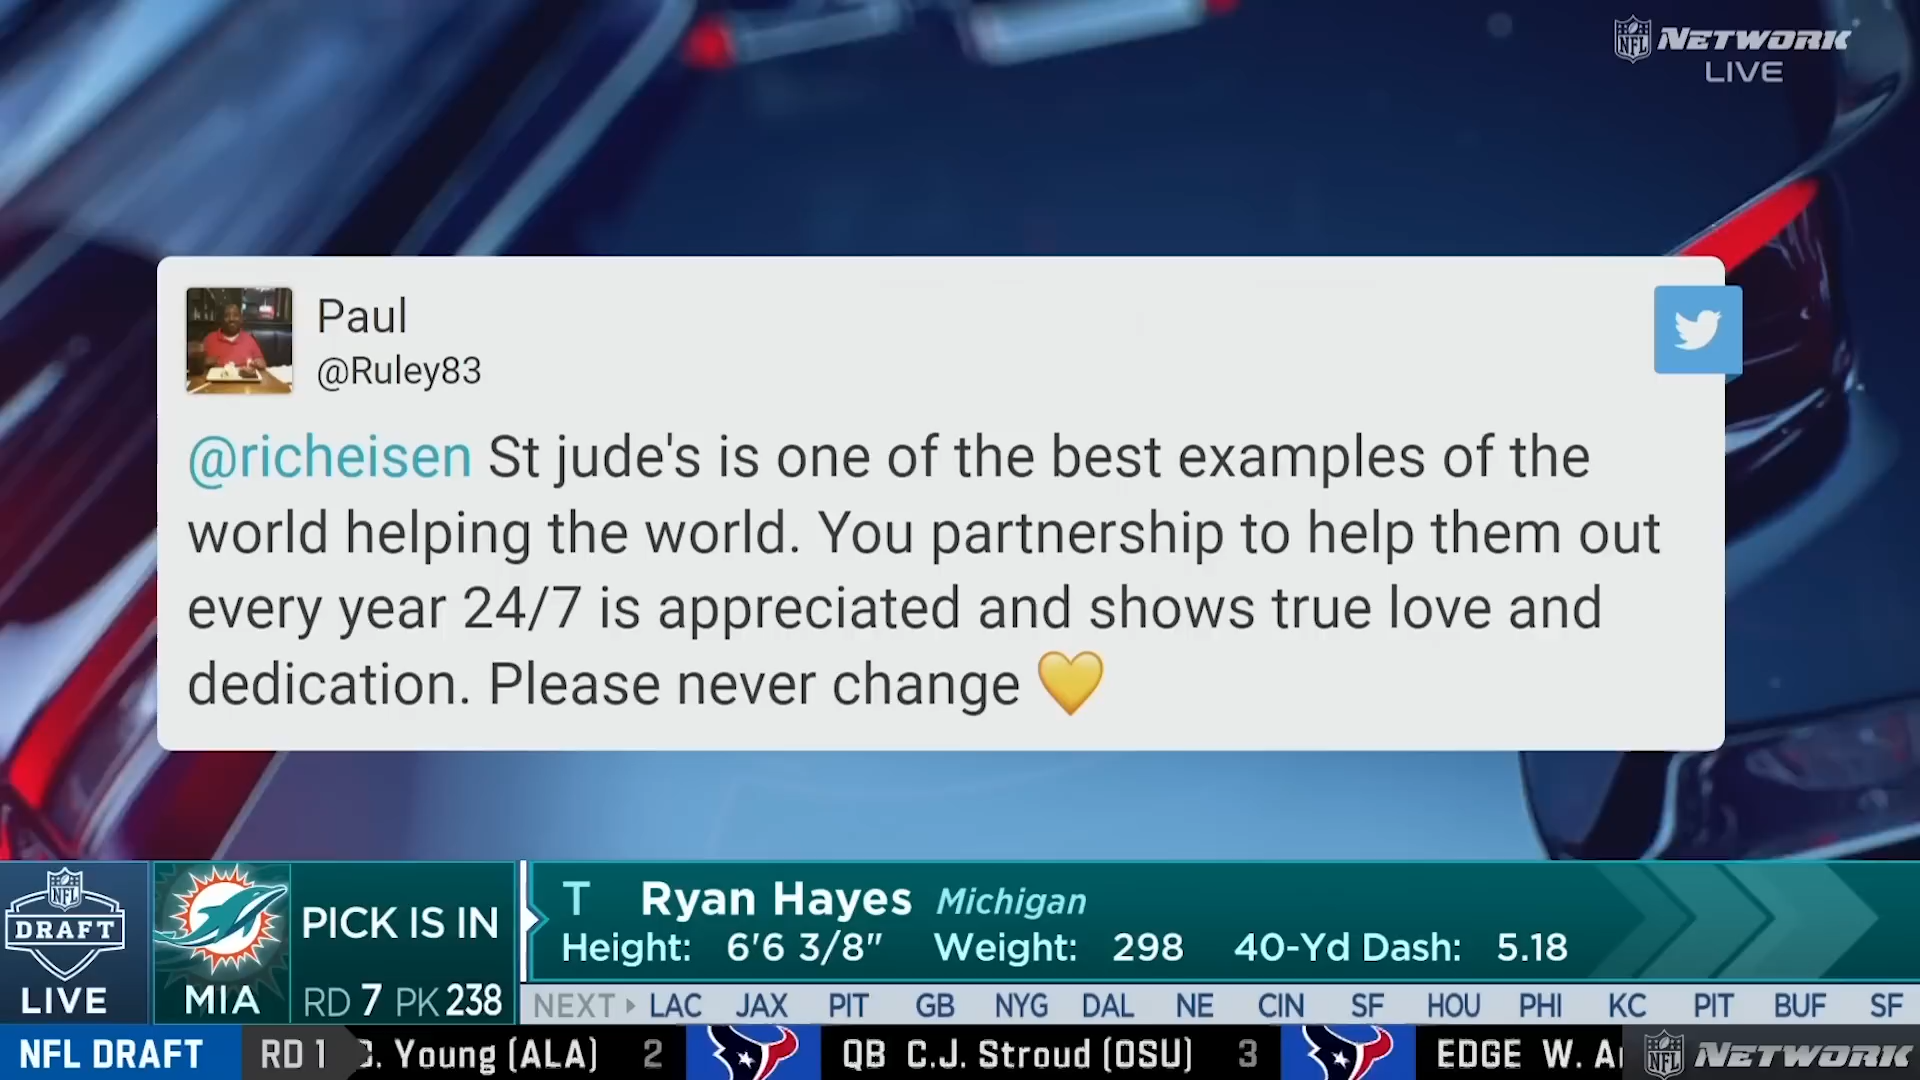 NFL NETWORK
LIVE
Paul
@Ruley83
@richeisen St jude's is one of the best examples of the
world helping the world. You partnership to help them out
every year 24/7 is appreciated and shows true love and
dedication. Please never change 💛
NFL
DRAFT
LIVE
MIA
PICK IS IN
RD 7 PK 238
T Ryan Hayes Michigan
Height: 6'6 3/8" Weight: 298 40-Yd Dash: 5.18
NEXT LAC JAX PIT GB NYG DAL NE CIN SF HOU PHI KC PIT BUF SF
NFL DRAFT RD 1 . Young (ALA) 2 QB C.J. Stroud (OSU) 3 EDGE W. NFL NETWORK